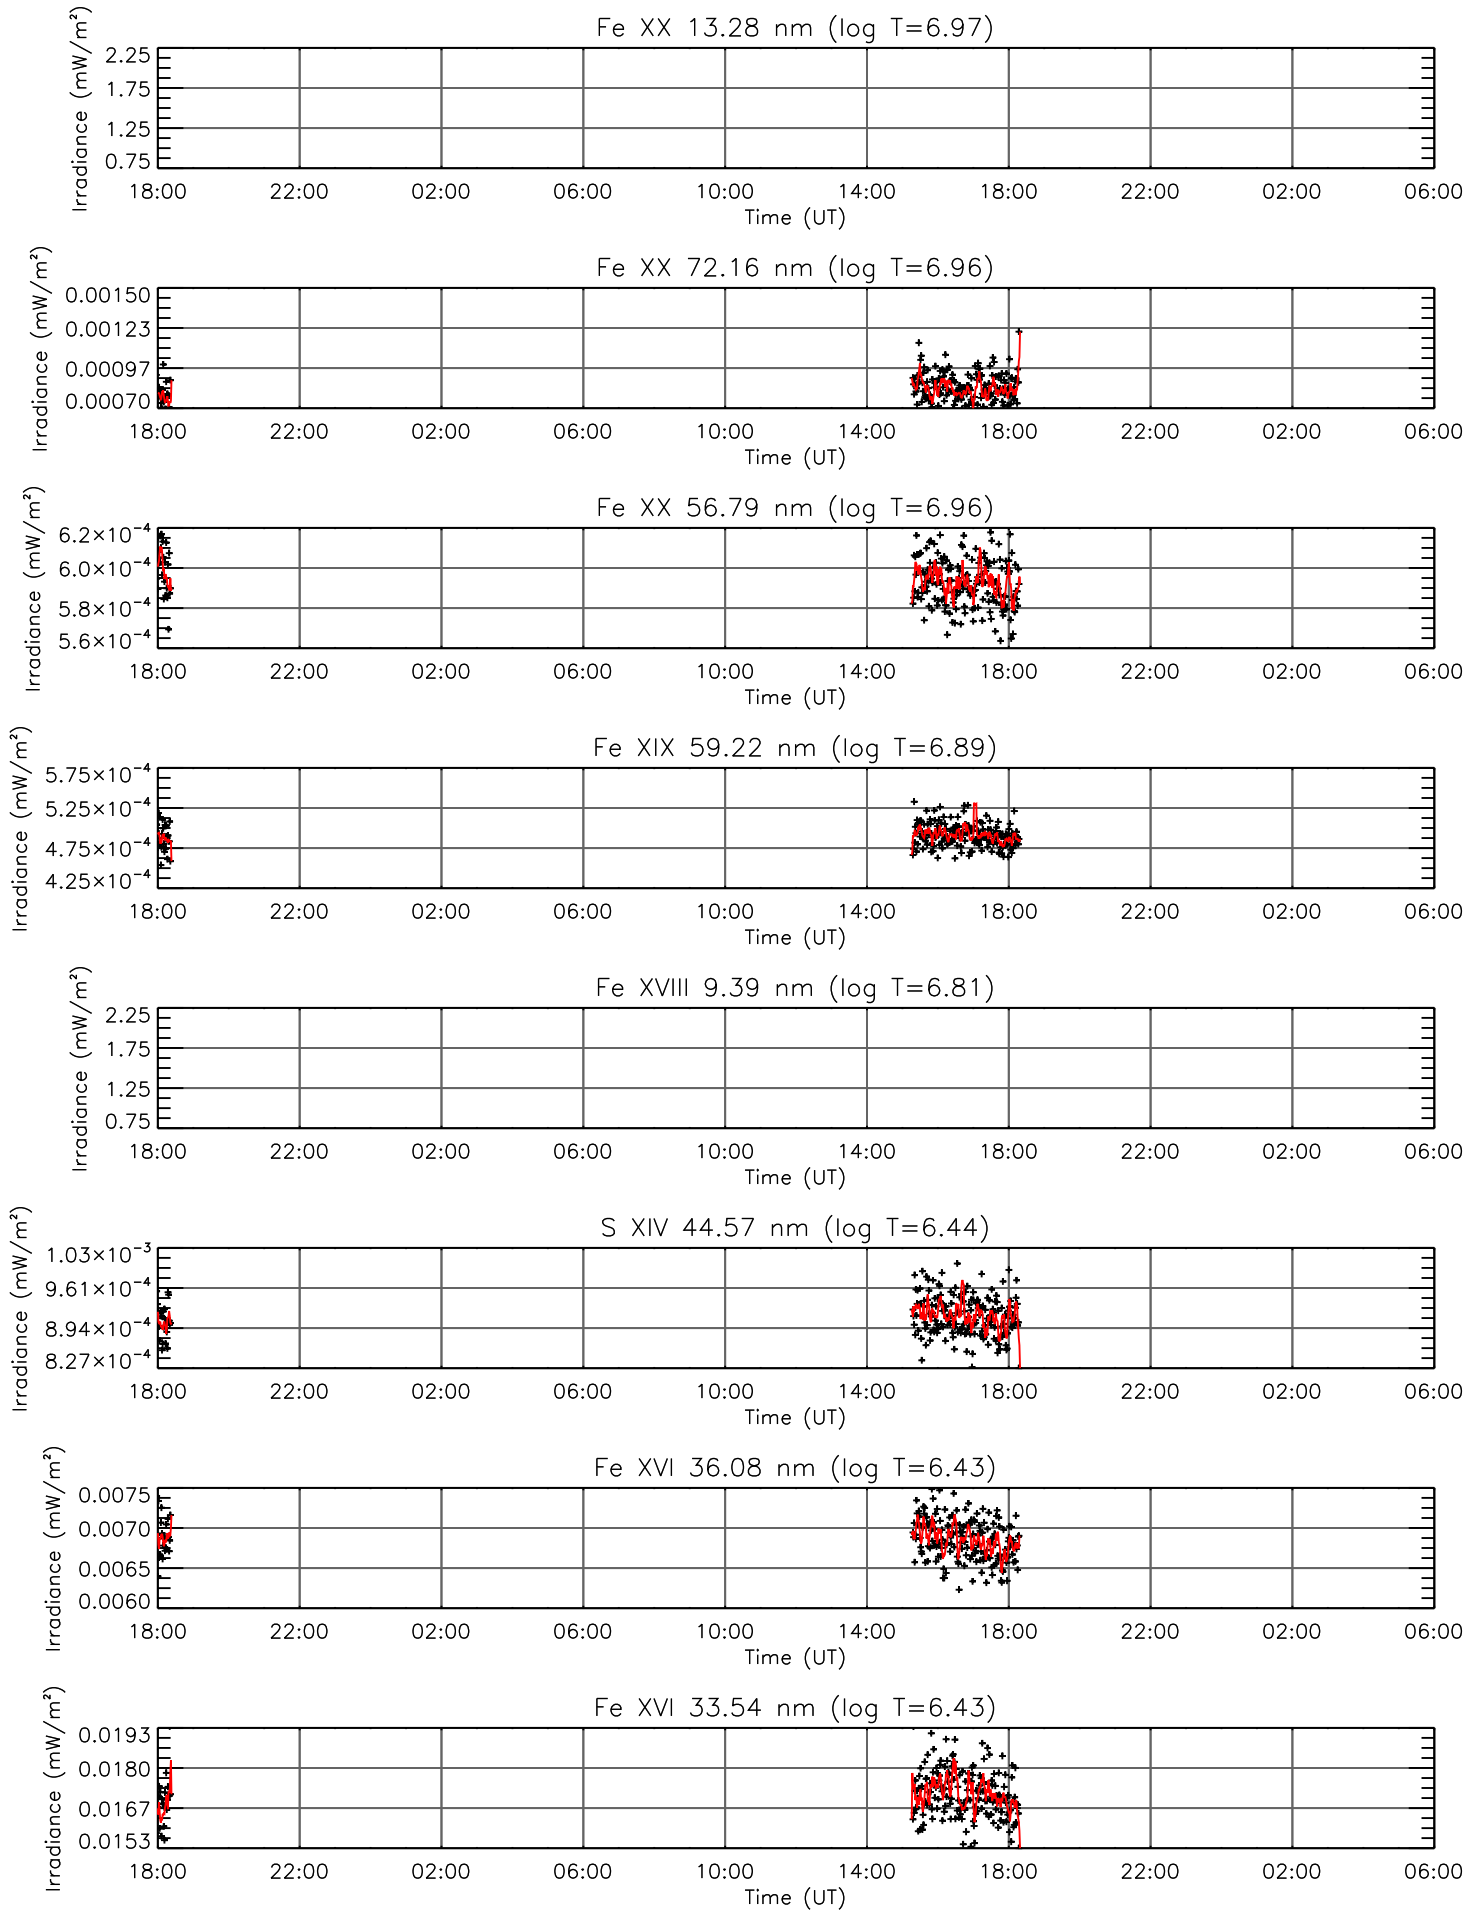 Fe XX 13.28 nm (log T=6.97)
Irradiance (mW/m²)
2.25
1.75
1.25
0.75
18:00 22:00 02:00 06:00 10:00 14:00 18:00 22:00 02:00 06:00
Time (UT)
Fe XX 72.16 nm (log T=6.96)
Irradiance (mW/m²)
0.00150
0.00123
0.00097
0.00070
18:00 22:00 02:00 06:00 10:00 14:00 18:00 22:00 02:00 06:00
Time (UT)
Fe XX 56.79 nm (log T=6.96)
Irradiance (mW/m²)
6.2×10⁻⁴
6.0×10⁻⁴
5.8×10⁻⁴
5.6×10⁻⁴
18:00 22:00 02:00 06:00 10:00 14:00 18:00 22:00 02:00 06:00
Time (UT)
Fe XIX 59.22 nm (log T=6.89)
Irradiance (mW/m²)
5.75×10⁻⁴
5.25×10⁻⁴
4.75×10⁻⁴
4.25×10⁻⁴
18:00 22:00 02:00 06:00 10:00 14:00 18:00 22:00 02:00 06:00
Time (UT)
Fe XVIII 9.39 nm (log T=6.81)
Irradiance (mW/m²)
2.25
1.75
1.25
0.75
18:00 22:00 02:00 06:00 10:00 14:00 18:00 22:00 02:00 06:00
Time (UT)
S XIV 44.57 nm (log T=6.44)
Irradiance (mW/m²)
1.03×10⁻³
9.61×10⁻⁴
8.94×10⁻⁴
8.27×10⁻⁴
18:00 22:00 02:00 06:00 10:00 14:00 18:00 22:00 02:00 06:00
Time (UT)
Fe XVI 36.08 nm (log T=6.43)
Irradiance (mW/m²)
0.0075
0.0070
0.0065
0.0060
18:00 22:00 02:00 06:00 10:00 14:00 18:00 22:00 02:00 06:00
Time (UT)
Fe XVI 33.54 nm (log T=6.43)
Irradiance (mW/m²)
0.0193
0.0180
0.0167
0.0153
18:00 22:00 02:00 06:00 10:00 14:00 18:00 22:00 02:00 06:00
Time (UT)